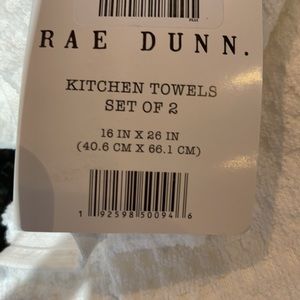 RAE DUNN.
KITCHEN TOWELS
SET OF 2
16 IN X 26 IN
(40.6 CM X 66.1 CM)
1 92598 50094 6